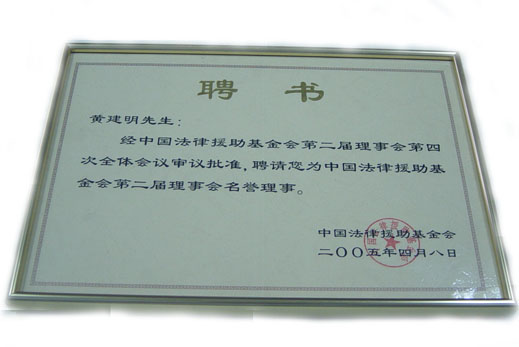 聘书
黄建明先生：
经中国法律援助基金会第二届理事会第四
次全体会议审议批准，聘请您为中国法律援助基
金会第二届理事会名誉理事。
中国法律援助基金会
二〇〇五年四月八日